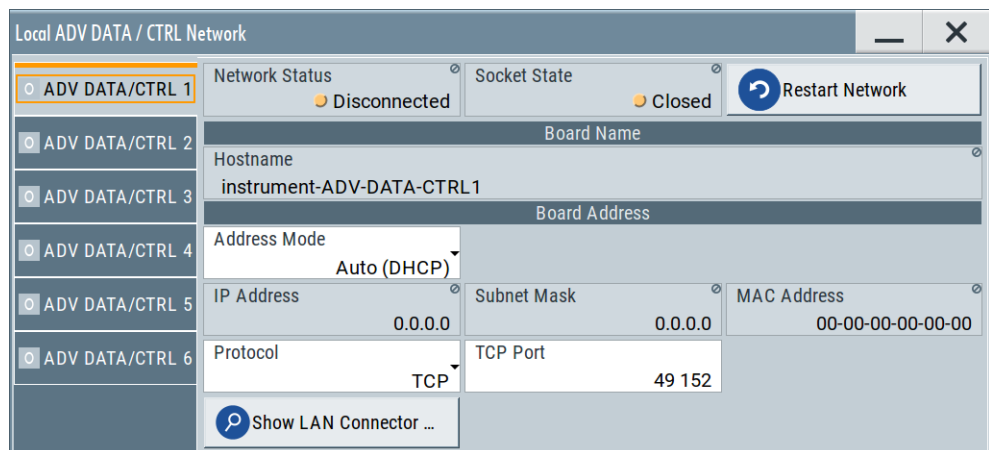 Local ADV DATA / CTRL Network
ADV DATA/CTRL 1
ADV DATA/CTRL 2
ADV DATA/CTRL 3
ADV DATA/CTRL 4
ADV DATA/CTRL 5
ADV DATA/CTRL 6
Network Status
Disconnected
Socket State
Closed
Restart Network
Board Name
Hostname
instrument-ADV-DATA-CTRL1
Board Address
Address Mode
Auto (DHCP)
IP Address
0.0.0.0
Subnet Mask
0.0.0.0
MAC Address
00-00-00-00-00-00
Protocol
TCP
TCP Port
49 152
Show LAN Connector ...